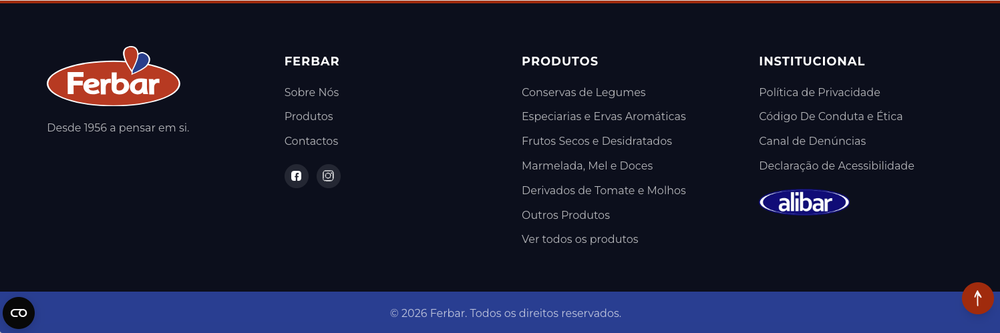 Ferbar
Desde 1956 a pensar em si.
FERBAR
Sobre Nós
Produtos
Contactos
PRODUTOS
Conservas de Legumes
Especiarias e Ervas Aromáticas
Frutos Secos e Desidratados
Marmelada, Mel e Doces
Derivados de Tomate e Molhos
Outros Produtos
Ver todos os produtos
INSTITUCIONAL
Política de Privacidade
Código De Conduta e Ética
Canal de Denúncias
Declaração de Acessibilidade
alibar
© 2026 Ferbar. Todos os direitos reservados.